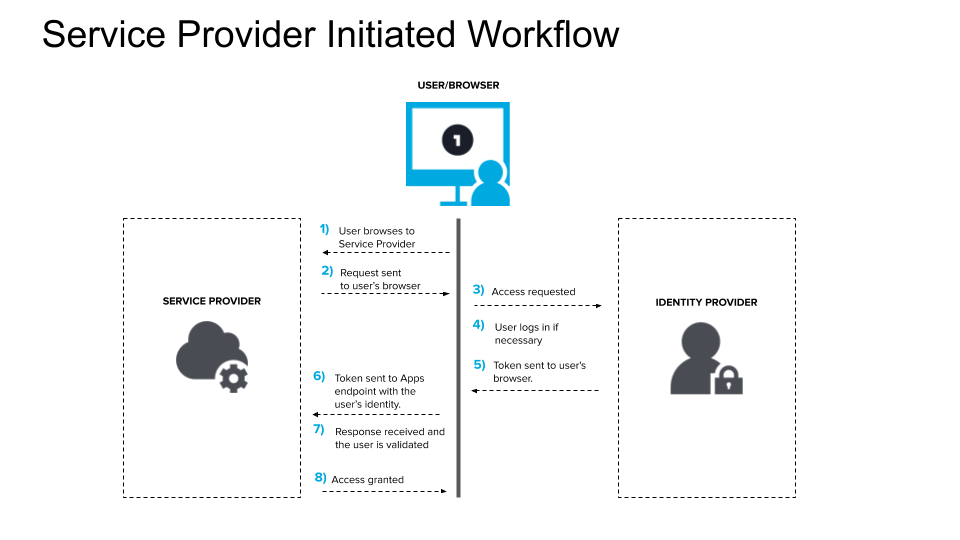 Service Provider Initiated Workflow
USER/BROWSER
1
1) User browses to
Service Provider
2) Request sent
to user's browser
3) Access requested
SERVICE PROVIDER
IDENTITY PROVIDER
4) User logs in if
necessary
5) Token sent to user's
browser.
6) Token sent to Apps
endpoint with the
user's identity.
7) Response received and
the user is validated
8) Access granted